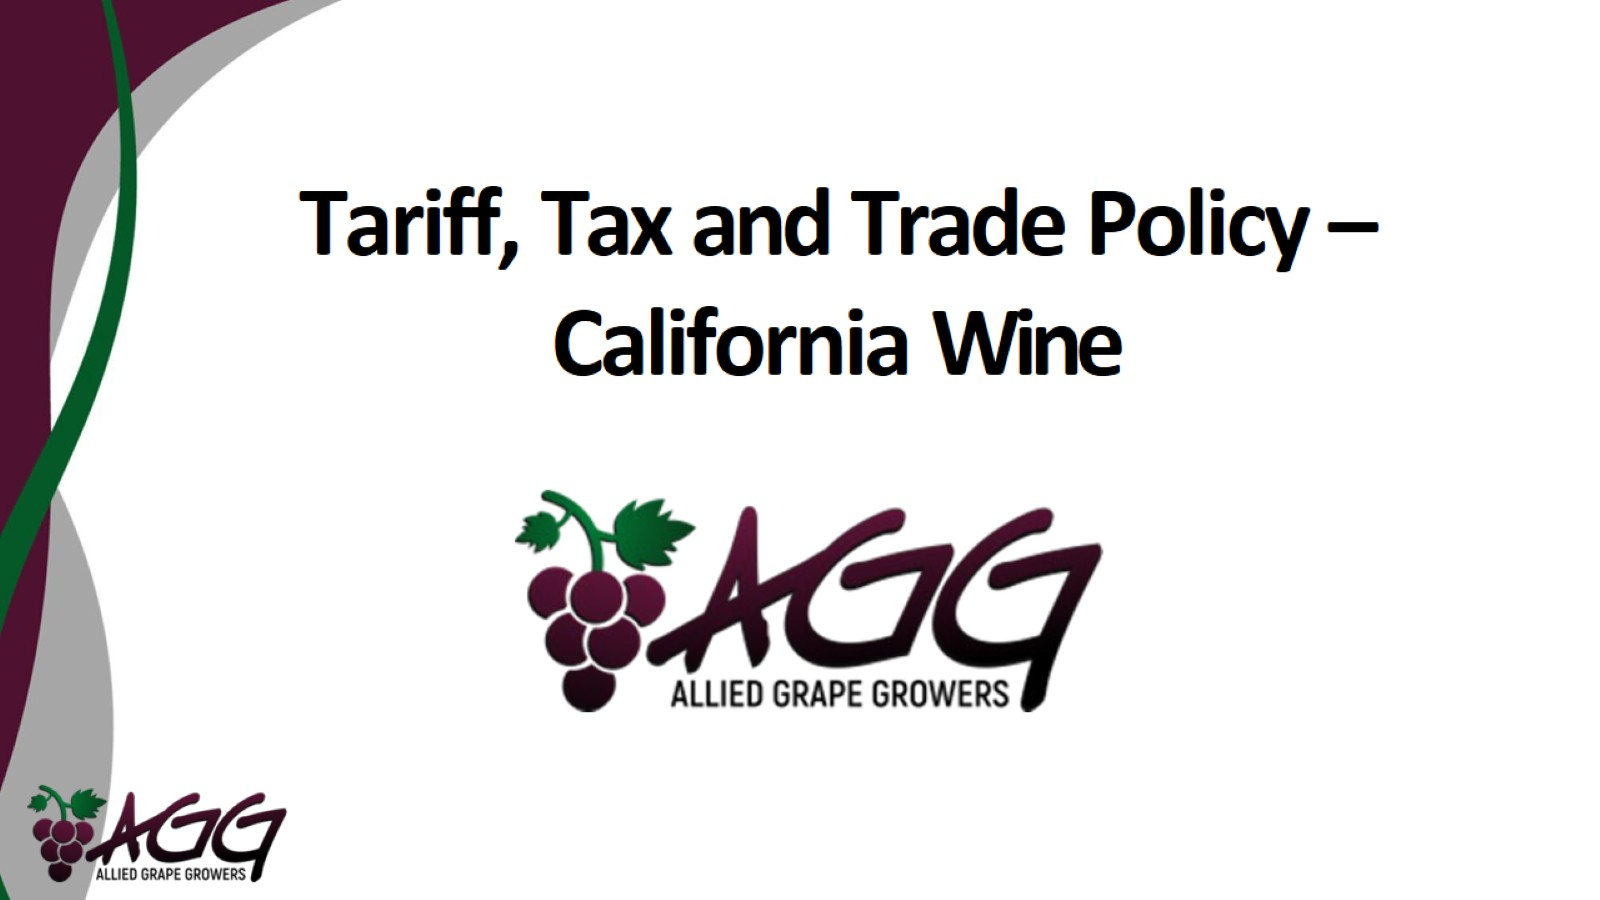 Tariff, Tax and Trade Policy –
California Wine
AGG
ALLIED GRAPE GROWERS
AGG
ALLIED GRAPE GROWERS